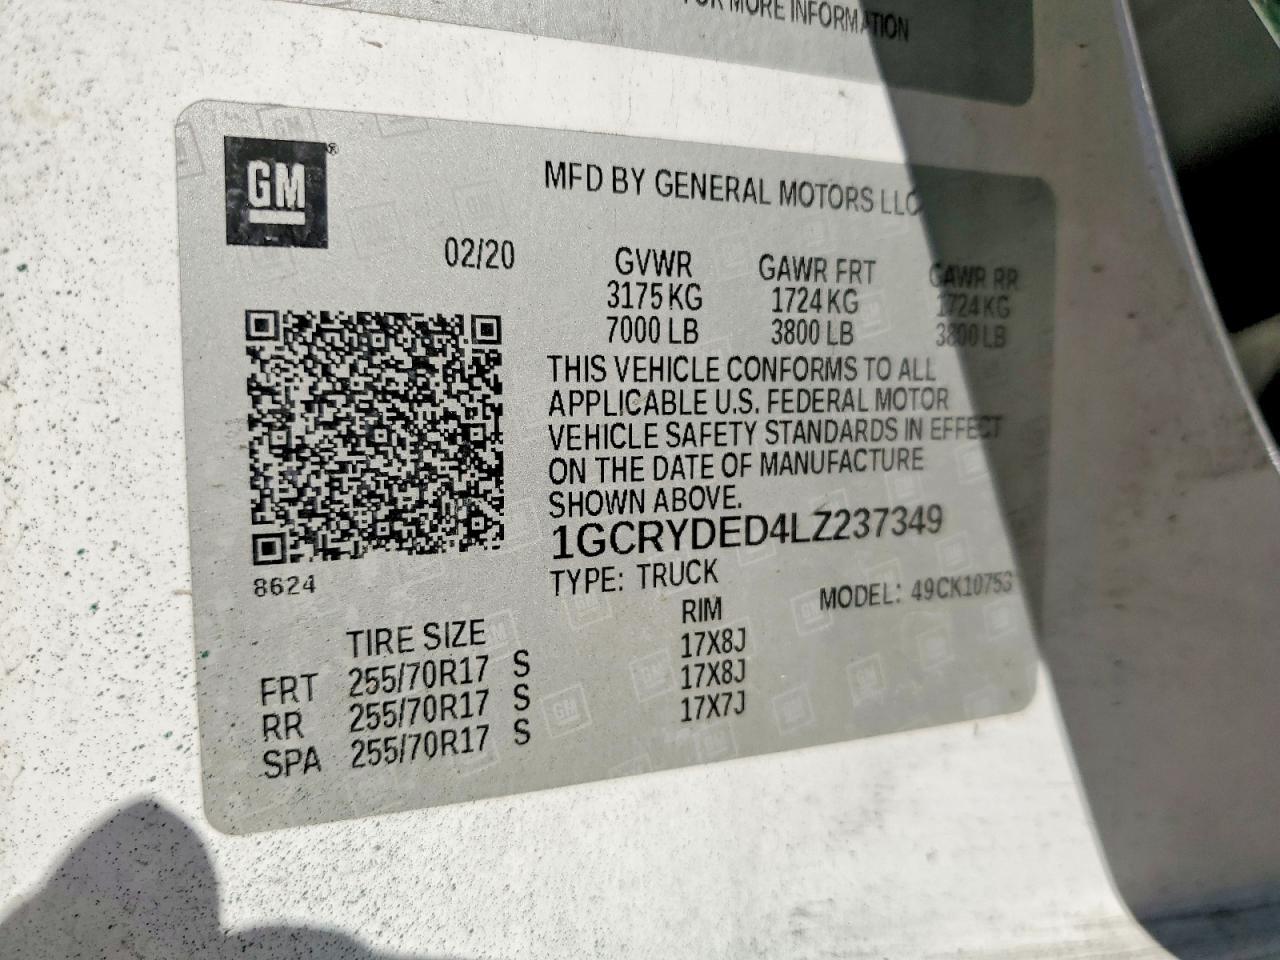 FOR MORE INFORMATION
GM
MFD BY GENERAL MOTORS LLC
02/20
GVWR GAWR FRT GAWR RR
3175 KG 1724 KG 1724 KG
7000 LB 3800 LB 3800 LB
THIS VEHICLE CONFORMS TO ALL
APPLICABLE U.S. FEDERAL MOTOR
VEHICLE SAFETY STANDARDS IN EFFECT
ON THE DATE OF MANUFACTURE
SHOWN ABOVE.
1GCRYDED4LZ237349
8624
TYPE: TRUCK MODEL: 49CK10753
TIRE SIZE RIM
FRT 255/70R17 S 17X8J
RR 255/70R17 S 17X8J
SPA 255/70R17 S 17X7J